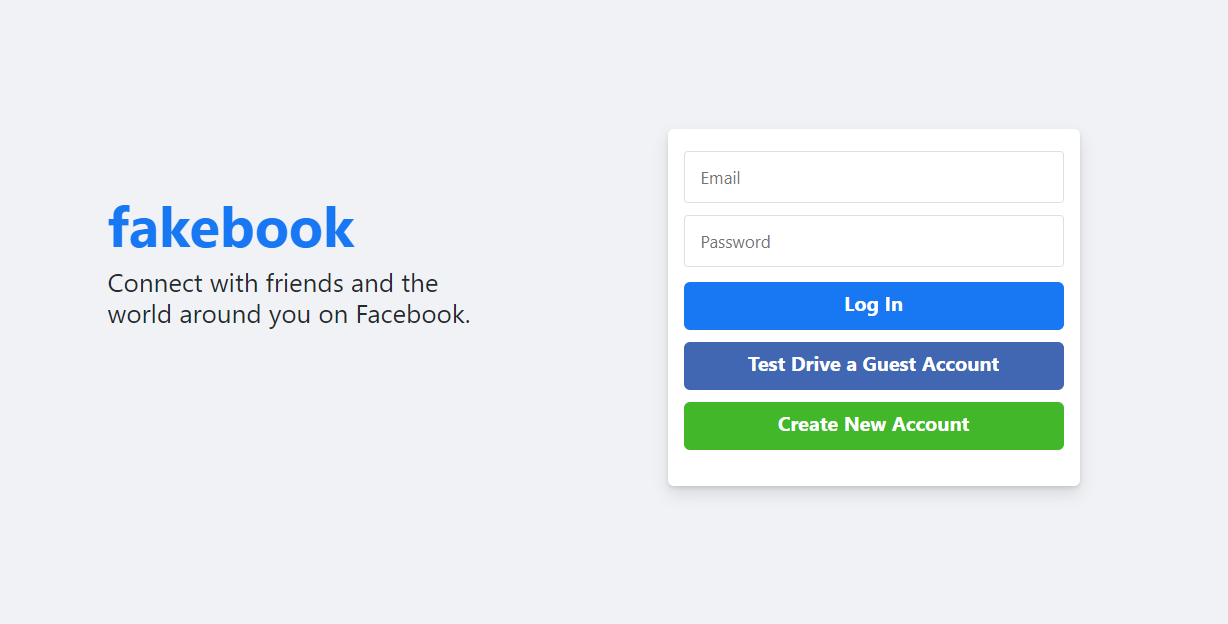 fakebook
Connect with friends and the
world around you on Facebook.
Email
Password
Log In
Test Drive a Guest Account
Create New Account